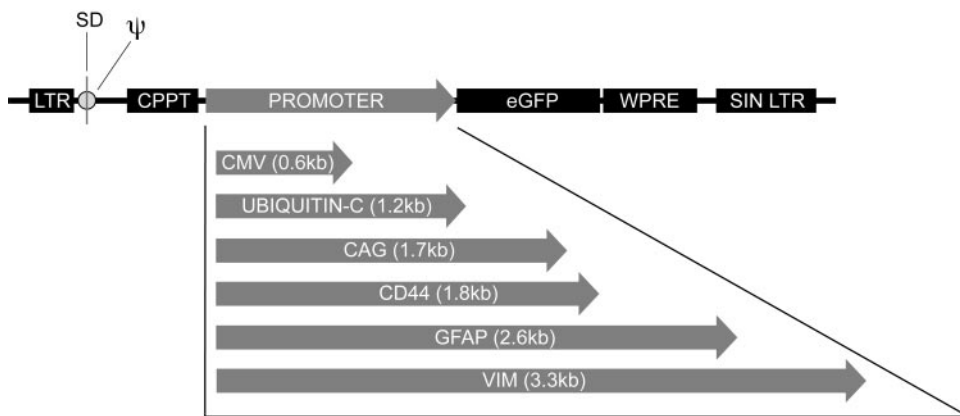 SD
ψ
LTR CPPT PROMOTER eGFP WPRE SIN LTR
CMV (0.6kb)
UBIQUITIN-C (1.2kb)
CAG (1.7kb)
CD44 (1.8kb)
GFAP (2.6kb)
VIM (3.3kb)